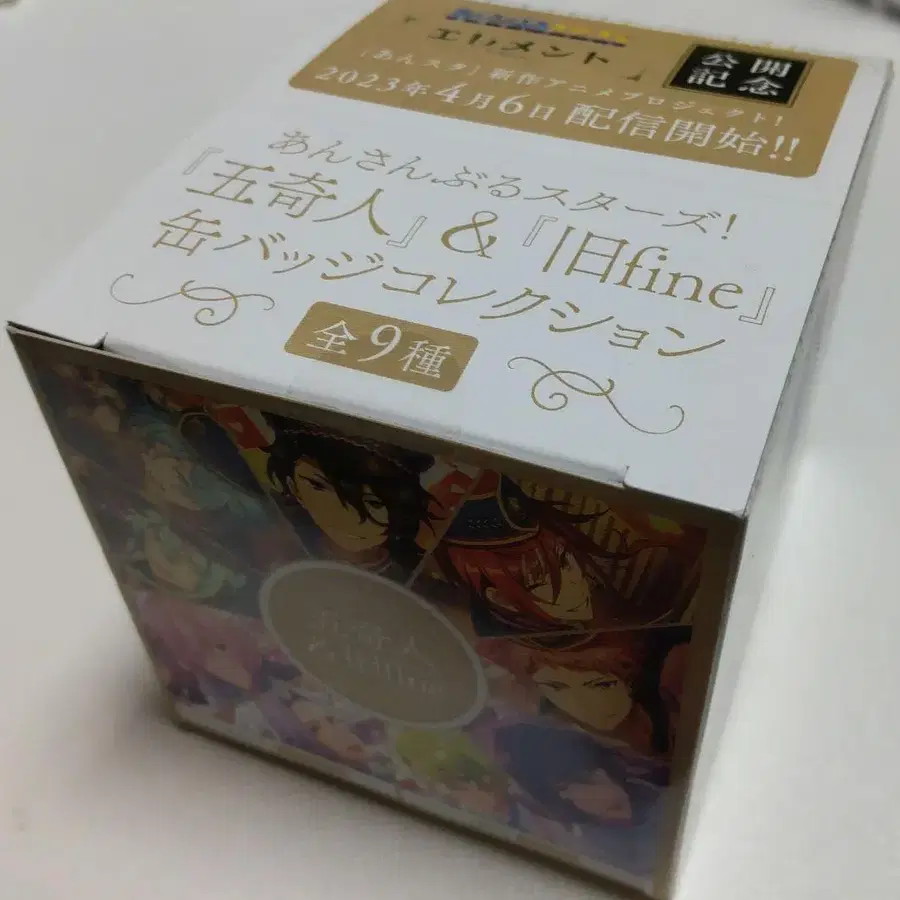 エレメント
公開
記念
「あんスタ」新作アニメプロジェクト!
2023年4月6日 配信開始!!
あんさんぶるスターズ!
『五奇人』&『旧fine』
缶バッジコレクション
全9種
五奇人